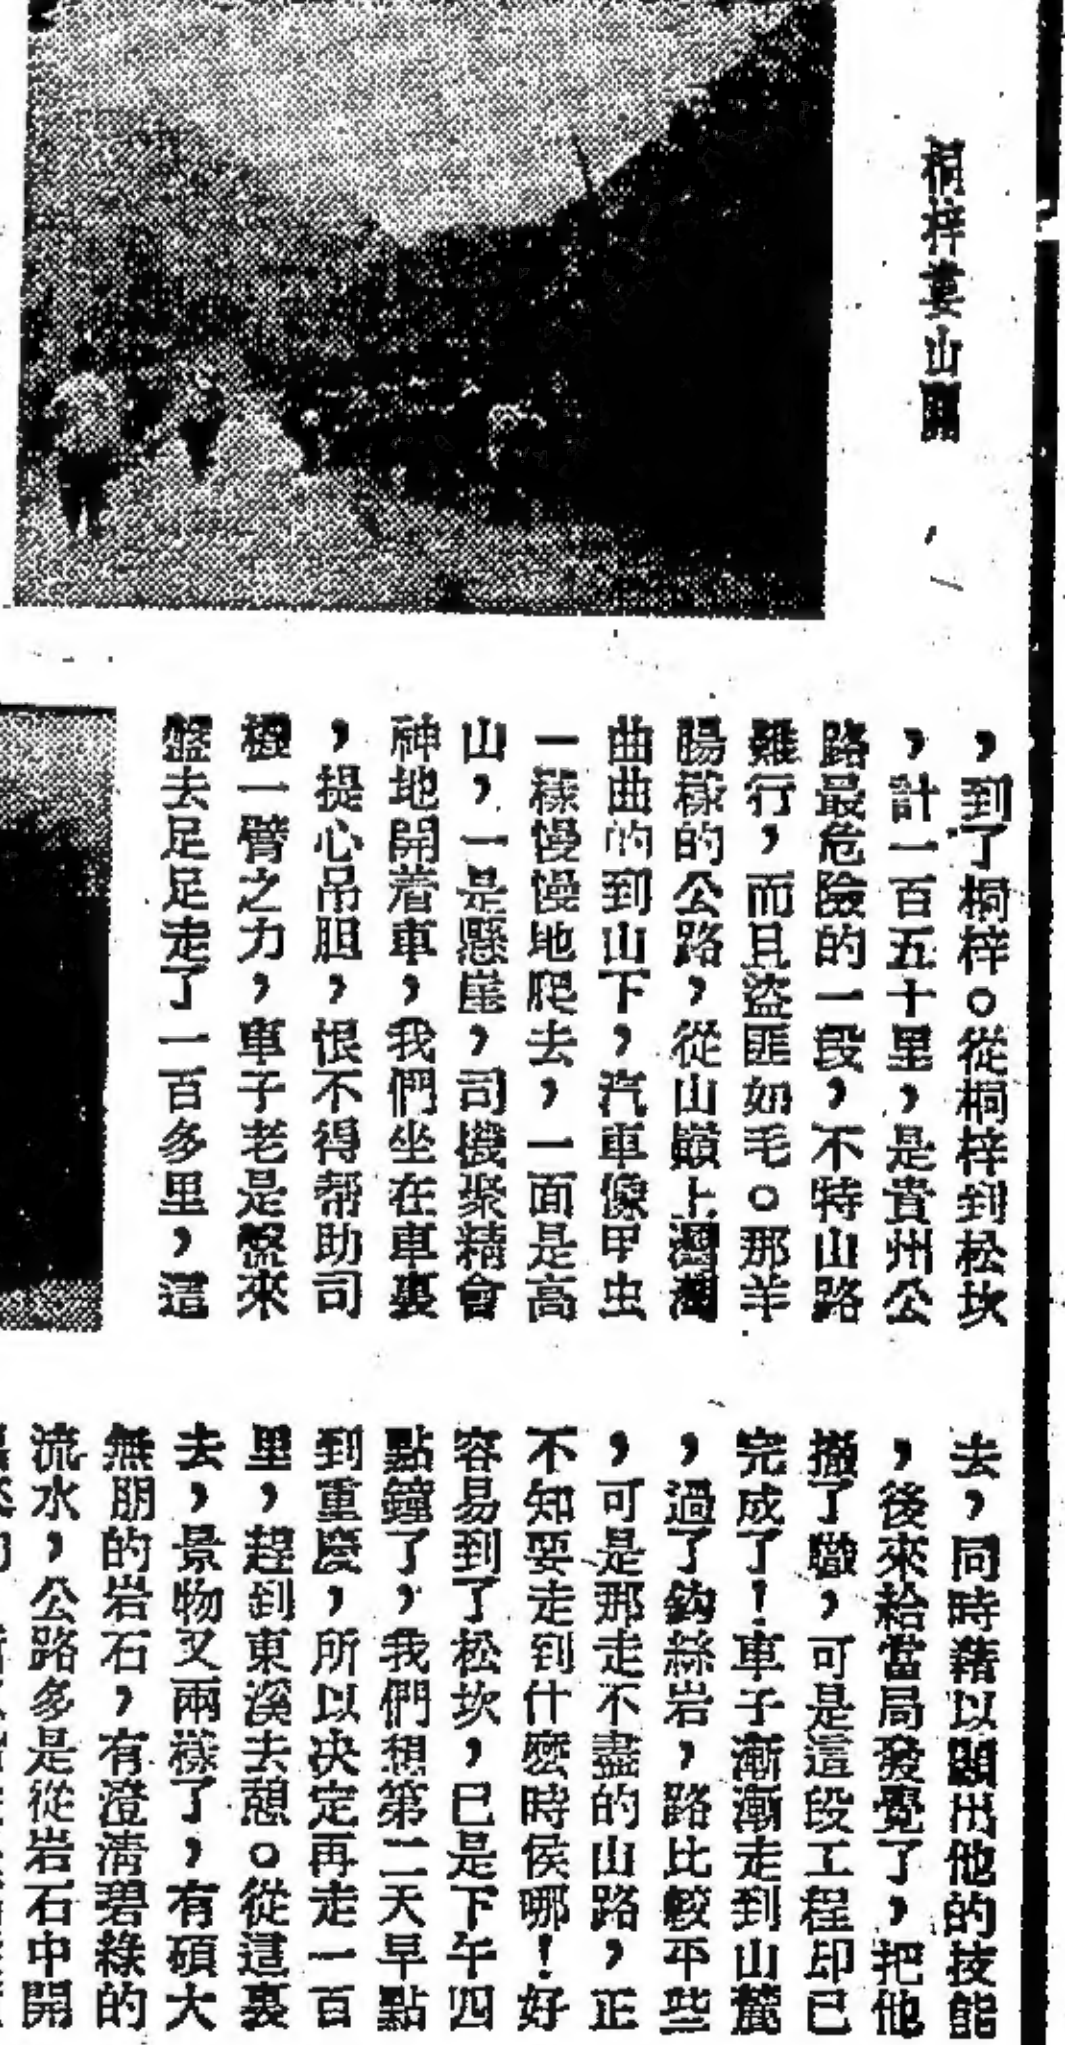 桐梓婁山關
，到了桐梓。從桐梓到松坎
，計一百五十里，是貴州公
路最危險的一段，不特山路
難行，而且盜匪如毛。那羊
腸樣的公路，從山嶺上灣灣
曲曲的到山下，汽車像甲虫
一樣慢慢地爬去，一面是高
山，一是懸崖，司機聚精會
神地開着車，我們坐在車裏
，提心吊胆，恨不得帮助司
機一臂之力，車子老是盤來
盤去足足走了一百多里，這
去，同時藉以顯出他的技能
，後來給當局發覺了，把他
撤了職，可是這段工程却已
完成了！車子漸漸走到山麓
，過了鈎絲岩，路比較平些
，可是那走不盡的山路，正
不知要走到什麼時侯哪！好
容易到了松坎，巳是下午四
點鐘了，我們想第二天早點
到重慶，所以决定再走一百
里，趕到東溪去憩。從這裏
去，景物又兩樣了，有碩大
無朋的岩石，有澄清碧綠的
流水，公路多是從岩石中開